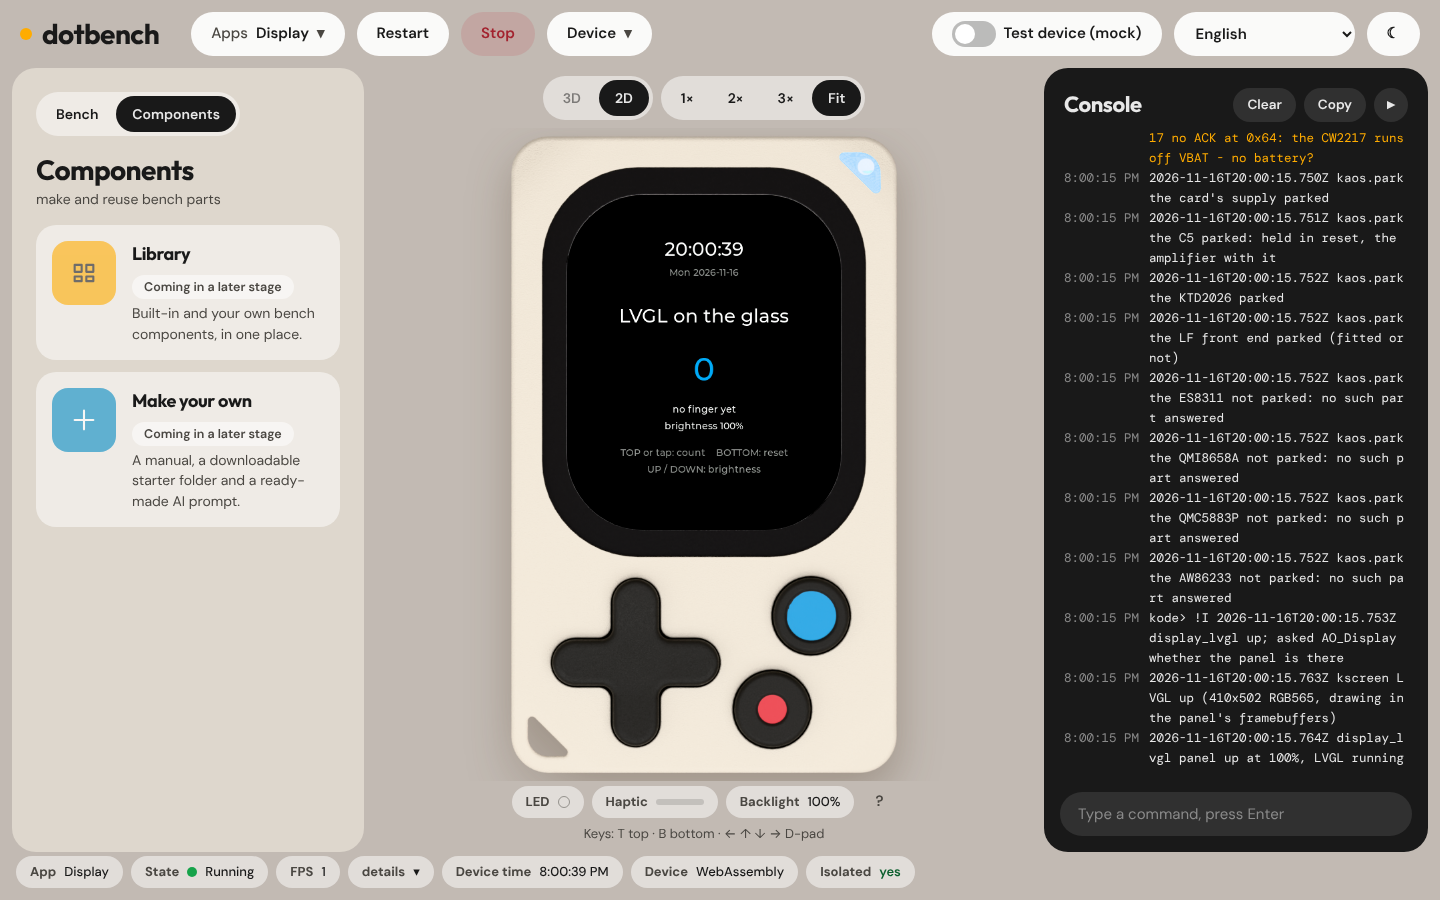 dotbench
Apps Display ▾
Restart
Stop
Device ▾
Test device (mock)
English
Bench
Components
Components
make and reuse bench parts
Library
Coming in a later stage
Built-in and your own bench
components, in one place.
Make your own
Coming in a later stage
A manual, a downloadable
starter folder and a ready-
made AI prompt.
3D
2D
1×
2×
3×
Fit
20:00:39
Mon 2026-11-16
LVGL on the glass
0
no finger yet
brightness 100%
TOP or tap: count BOTTOM: reset
UP / DOWN: brightness
LED
Haptic
Backlight 100%
?
Keys: T top · B bottom · ← ↑ ↓ → D-pad
Console
Clear
Copy
17 no ACK at 0x64: the CW2217 runs
off VBAT - no battery?
8:00:15 PM 2026-11-16T20:00:15.750Z kaos.park
the card's supply parked
8:00:15 PM 2026-11-16T20:00:15.751Z kaos.park
the C5 parked: held in reset, the
amplifier with it
8:00:15 PM 2026-11-16T20:00:15.752Z kaos.park
the KTD2026 parked
8:00:15 PM 2026-11-16T20:00:15.752Z kaos.park
the LF front end parked (fitted or
not)
8:00:15 PM 2026-11-16T20:00:15.752Z kaos.park
the ES8311 not parked: no such par
t answered
8:00:15 PM 2026-11-16T20:00:15.752Z kaos.park
the QMI8658A not parked: no such p
art answered
8:00:15 PM 2026-11-16T20:00:15.752Z kaos.park
the QMC5883P not parked: no such p
art answered
8:00:15 PM 2026-11-16T20:00:15.752Z kaos.park
the AW86233 not parked: no such pa
rt answered
8:00:15 PM kode> !I 2026-11-16T20:00:15.753Z
display_lvgl up; asked AO_Display
whether the panel is there
8:00:15 PM 2026-11-16T20:00:15.763Z kscreen L
VGL up (410x502 RGB565, drawing in
the panel's framebuffers)
8:00:15 PM 2026-11-16T20:00:15.764Z display_l
vgl panel up at 100%, LVGL running
Type a command, press Enter
App Display
State Running
FPS 1
details ▾
Device time 8:00:39 PM
Device WebAssembly
Isolated yes